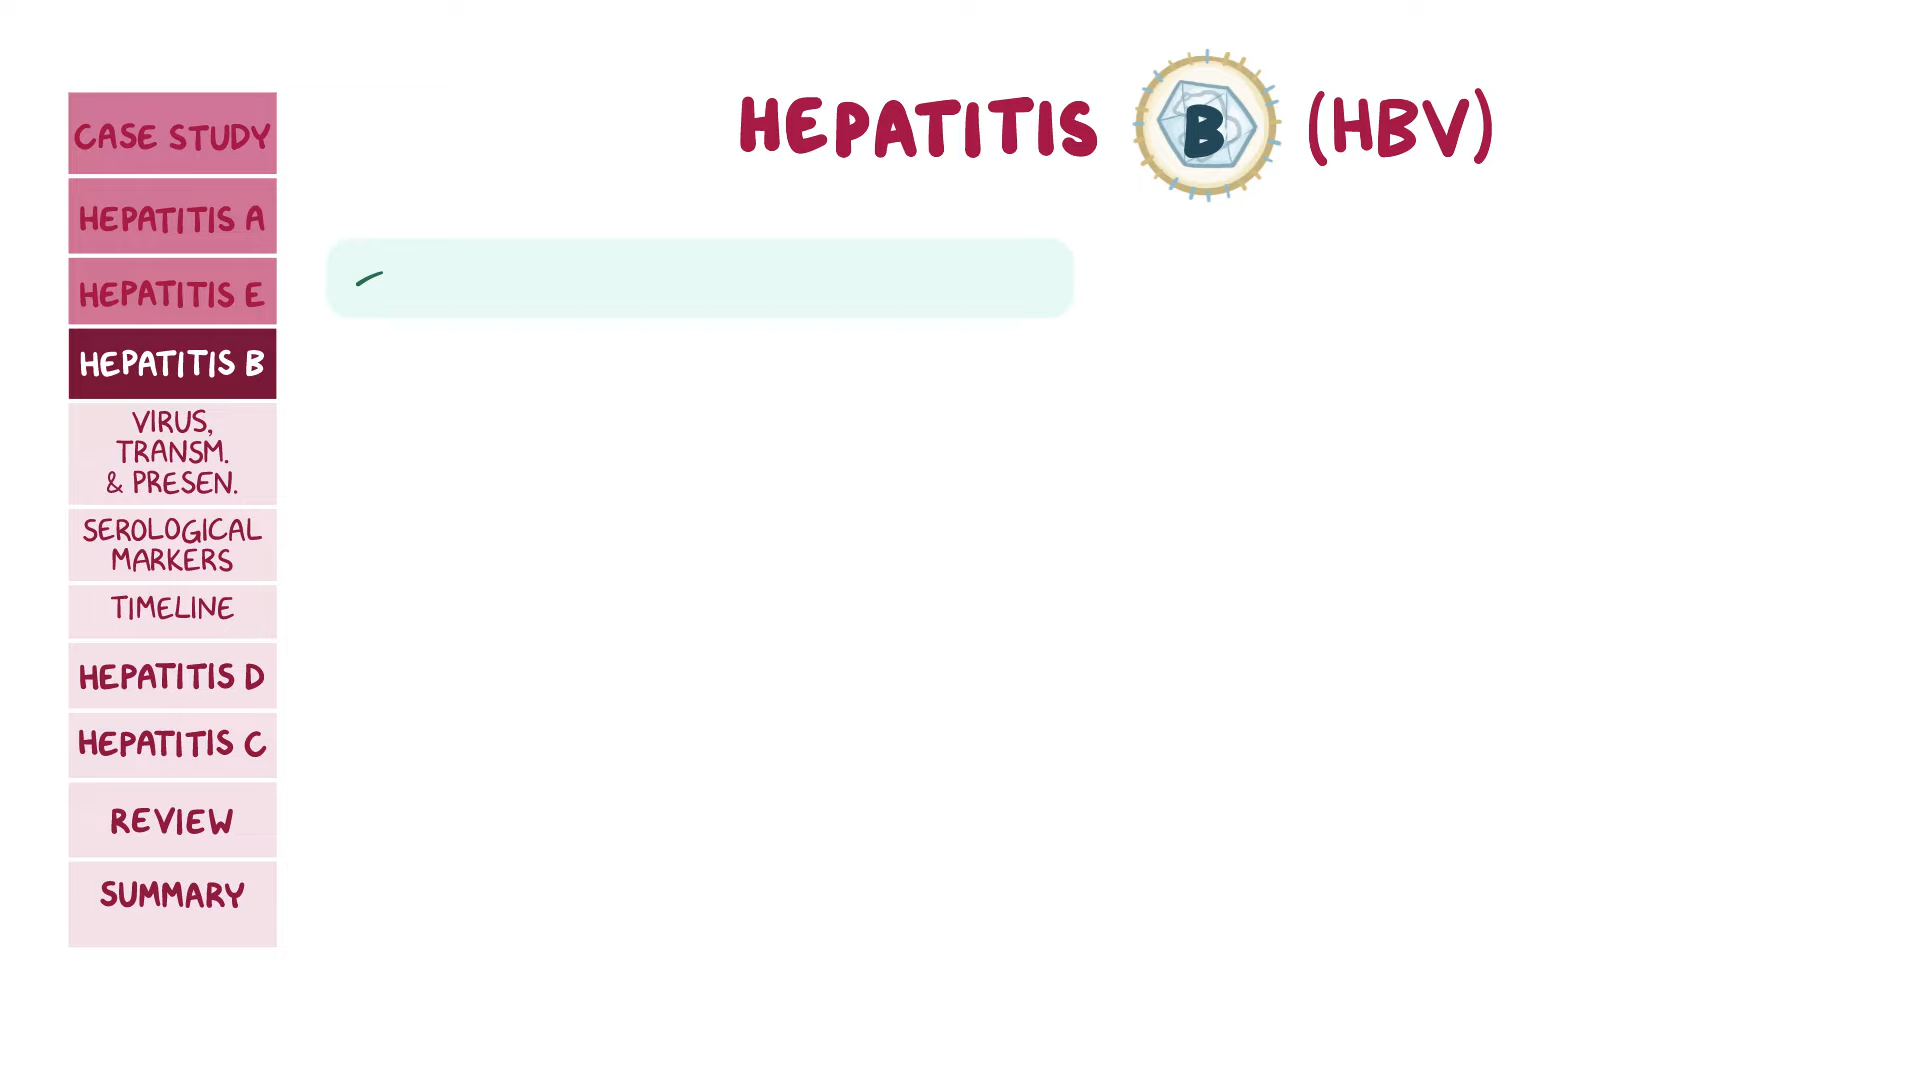 HEPATITIS B (HBV)
CASE STUDY
HEPATITIS A
HEPATITIS E
HEPATITIS B
VIRUS,
TRANSM.
& PRESEN.
SEROLOGICAL
MARKERS
TIMELINE
HEPATITIS D
HEPATITIS C
REVIEW
SUMMARY